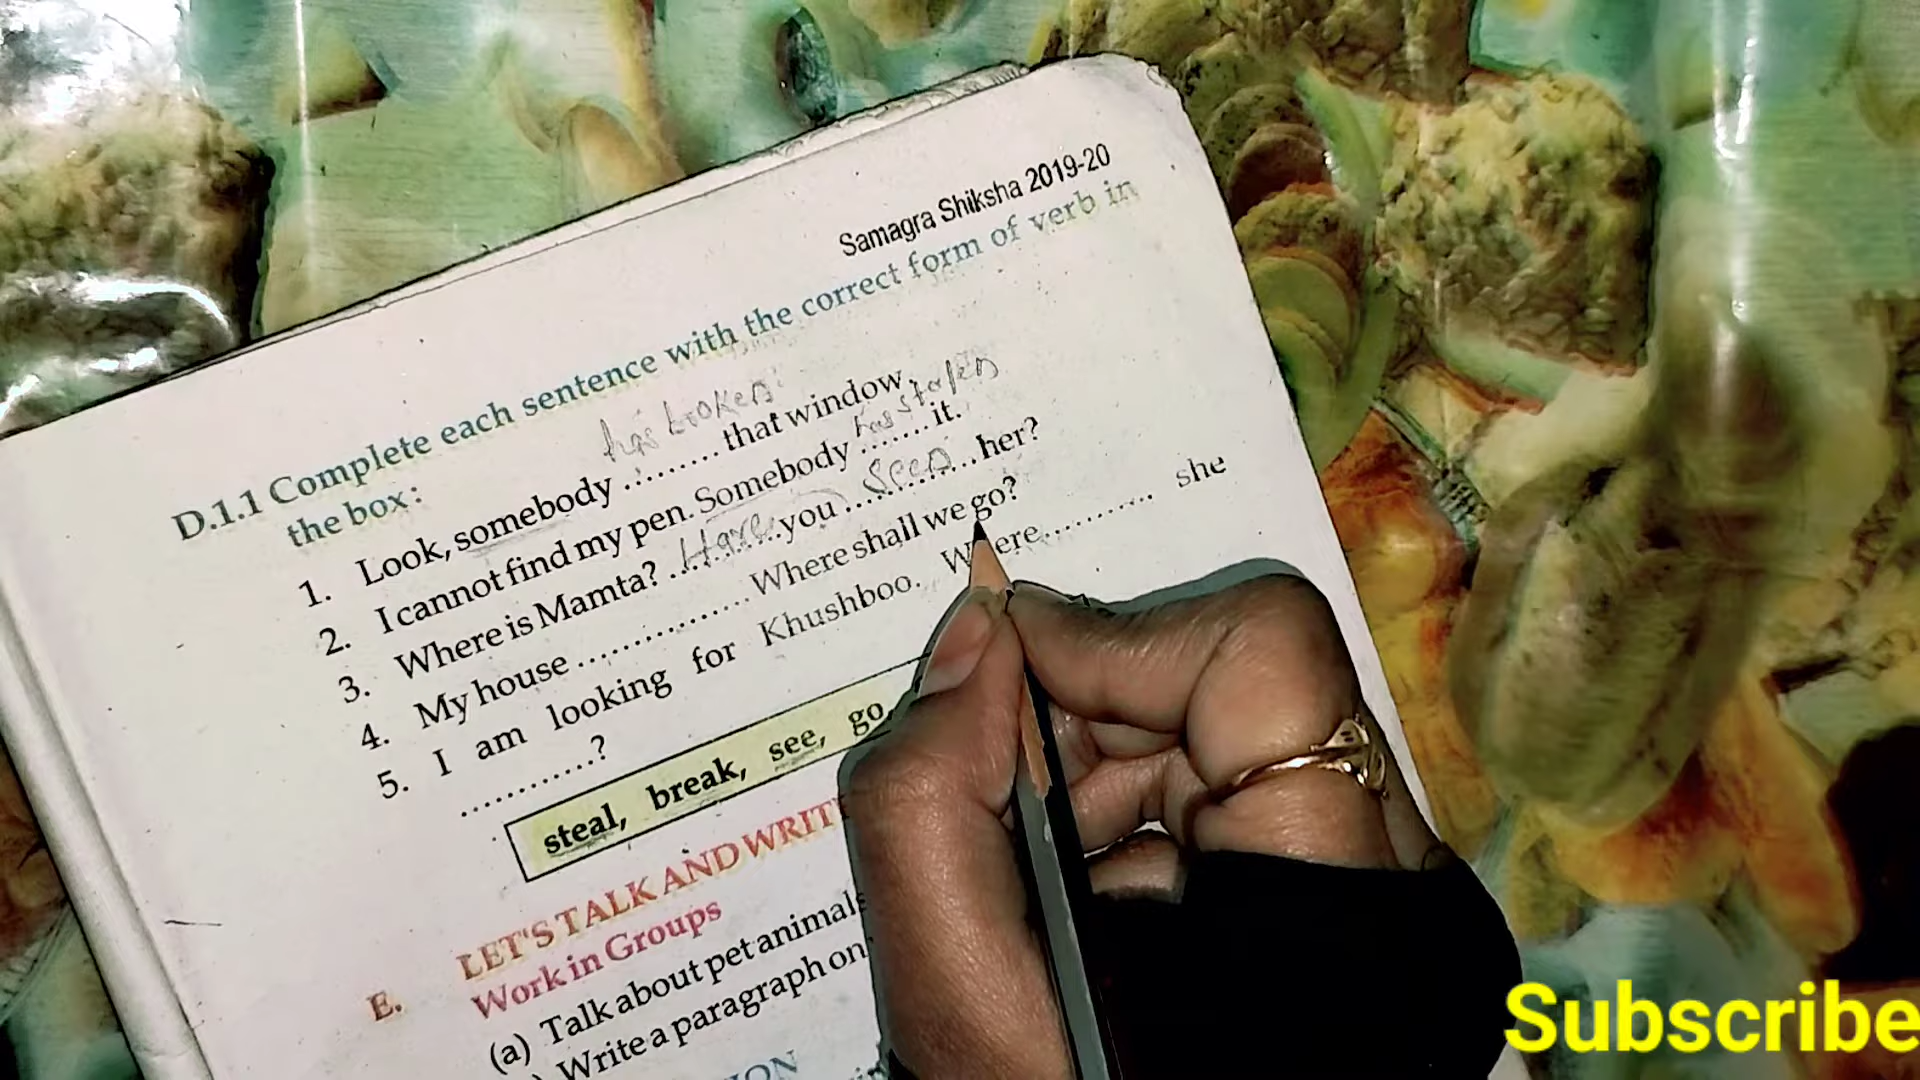 Samagra Shiksha 2019-20
D.1.1 Complete each sentence with the correct form of verb in
the box:
has broken
1. Look, somebody ......... that window.
has stolen
2. I cannot find my pen. Somebody ....... it.
3. Where is Mamta? .... Have ....you ... seen ....her?
4. My house .................. Where shall we go?
5. I am looking for Khushboo. Where........... she
............?
steal, break, see, go,
E. LET'S TALK AND WRIT
Work in Groups
(a) Talk about pet animals
Write a paragraph on
Subscribe